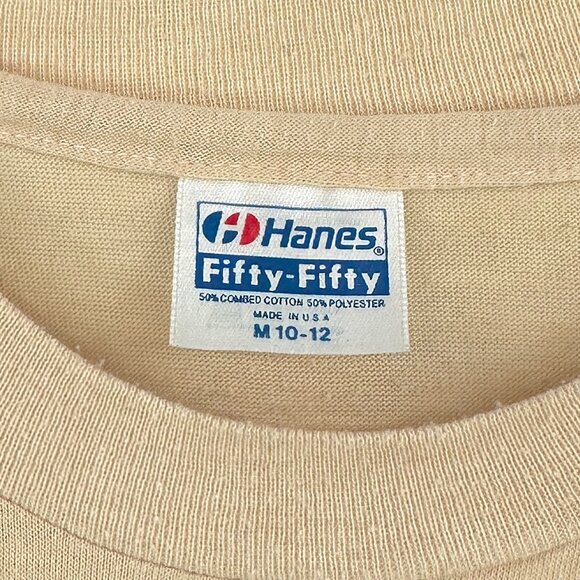 Hanes®
Fifty-Fifty
50% COMBED COTTON 50% POLYESTER
MADE IN U.S.A
M 10-12